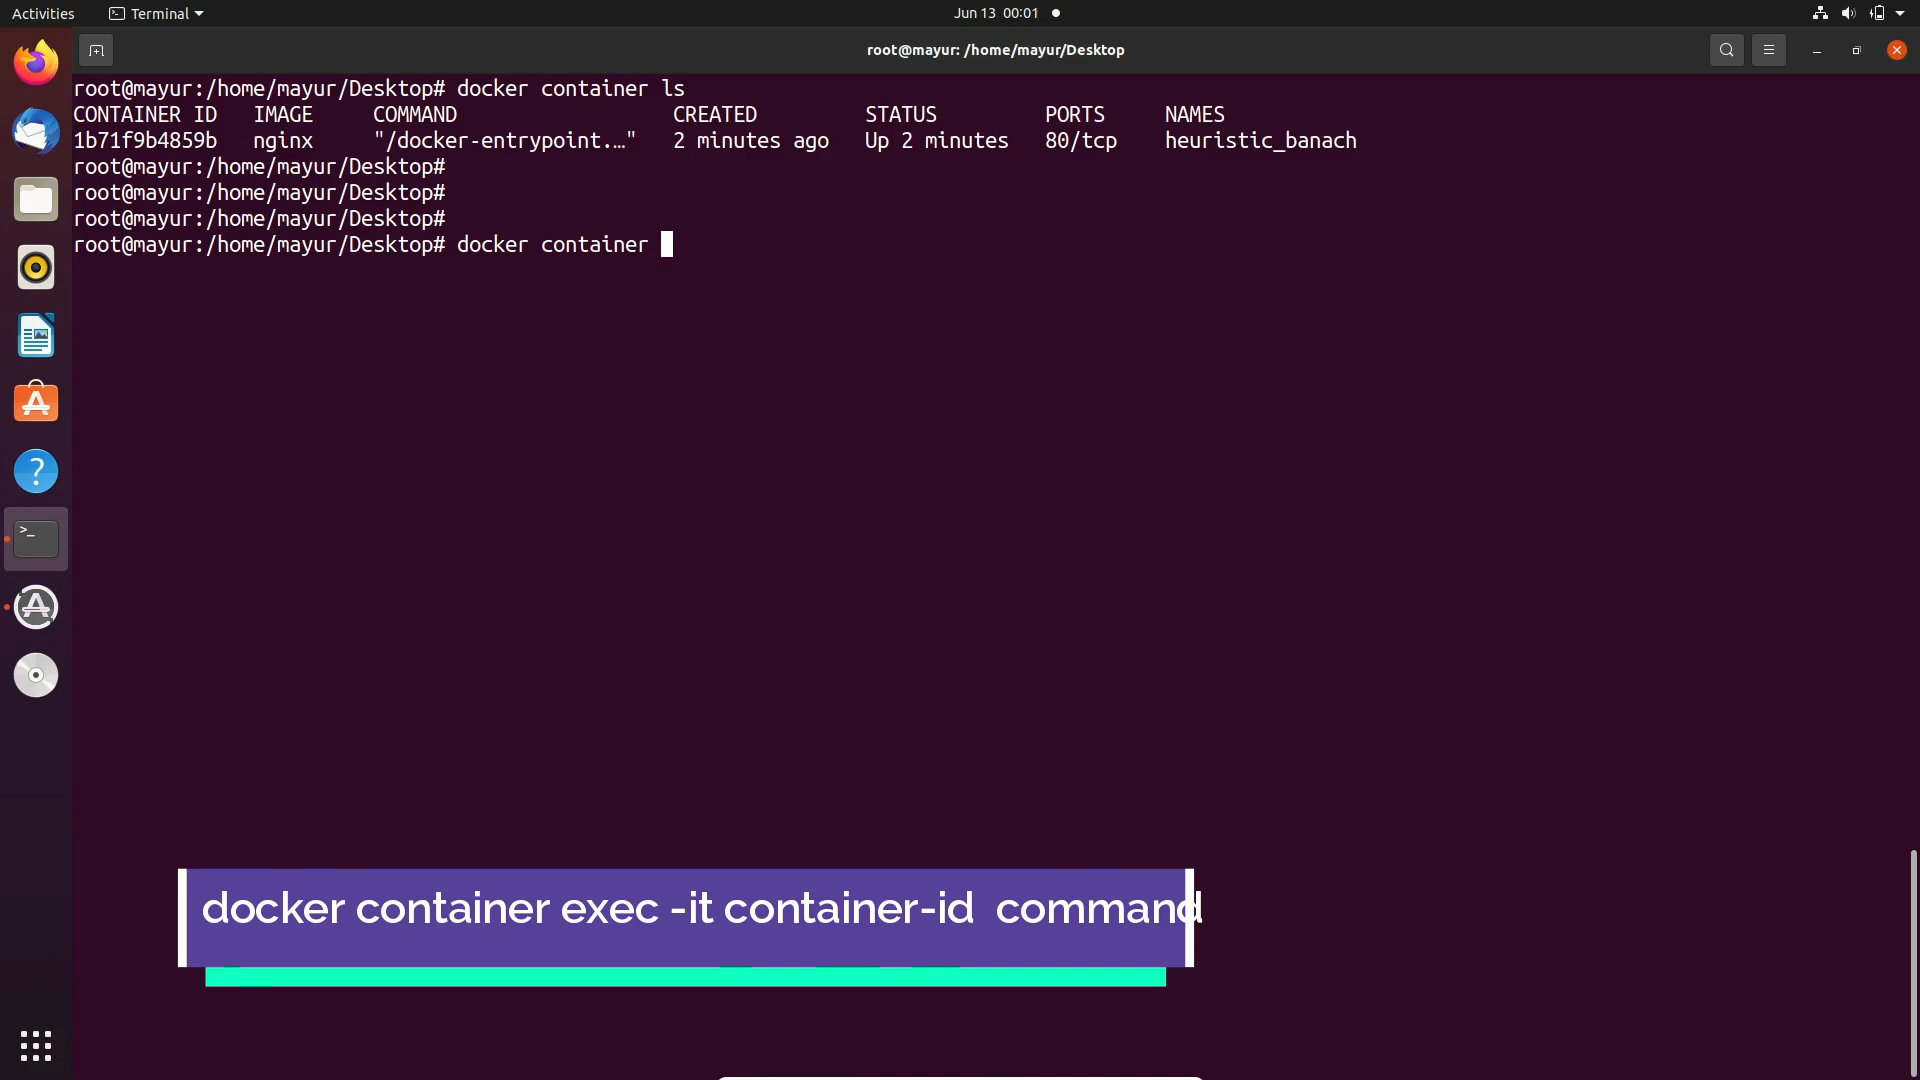 Activities Terminal Jun 13 00:01
root@mayur: /home/mayur/Desktop
root@mayur:/home/mayur/Desktop# docker container ls
CONTAINER ID IMAGE COMMAND CREATED STATUS PORTS NAMES
1b71f9b4859b nginx "/docker-entrypoint.…" 2 minutes ago Up 2 minutes 80/tcp heuristic_banach
root@mayur:/home/mayur/Desktop#
root@mayur:/home/mayur/Desktop#
root@mayur:/home/mayur/Desktop#
root@mayur:/home/mayur/Desktop# docker container
docker container exec -it container-id command